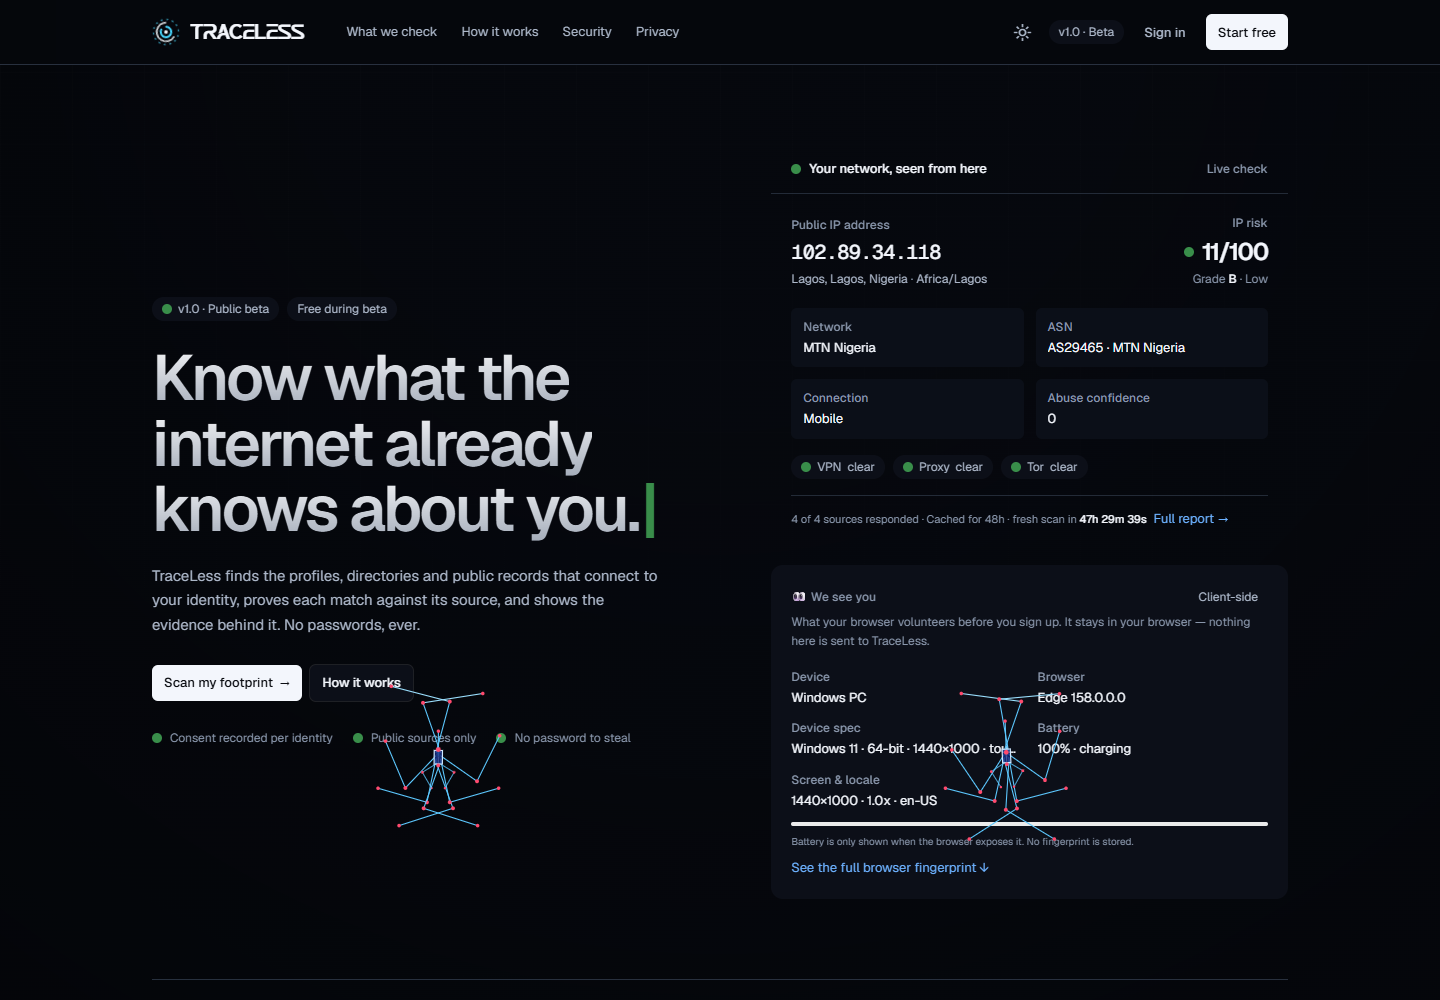 TRACELESS
What we check
How it works
Security
Privacy
v1.0 · Beta
Sign in
Start free
v1.0 · Public beta
Free during beta
Know what the
internet already
knows about you.
TraceLess finds the profiles, directories and public records that connect to
your identity, proves each match against its source, and shows the
evidence behind it. No passwords, ever.
Scan my footprint →
How it works
Consent recorded per identity
Public sources only
No password to steal
Your network, seen from here
Live check
Public IP address
IP risk
102.89.34.118
11/100
Lagos, Lagos, Nigeria · Africa/Lagos
Grade B · Low
Network
MTN Nigeria
ASN
AS29465 · MTN Nigeria
Connection
Mobile
Abuse confidence
0
VPN clear
Proxy clear
Tor clear
4 of 4 sources responded · Cached for 48h · fresh scan in 47h 29m 39s Full report →
We see you
Client-side
What your browser volunteers before you sign up. It stays in your browser — nothing
here is sent to TraceLess.
Device
Windows PC
Browser
Edge 158.0.0.0
Device spec
Windows 11 · 64-bit · 1440×1000 · tou...
Battery
100% · charging
Screen & locale
1440×1000 · 1.0x · en-US
Battery is only shown when the browser exposes it. No fingerprint is stored.
See the full browser fingerprint ↓